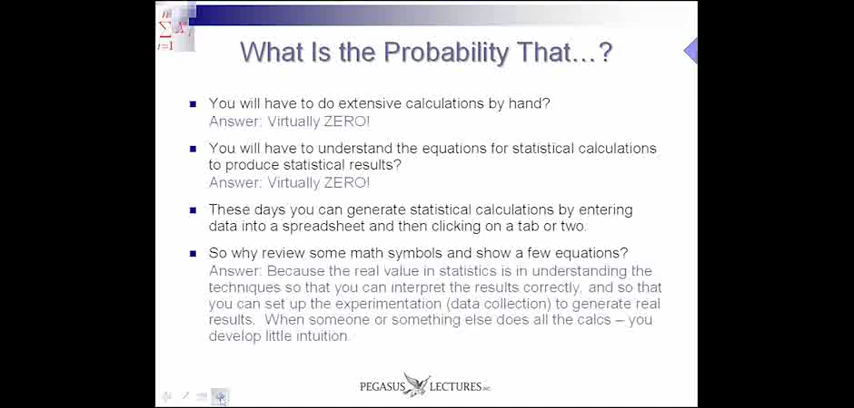 What Is the Probability That…?
You will have to do extensive calculations by hand?
Answer: Virtually ZERO!
You will have to understand the equations for statistical calculations
to produce statistical results?
Answer: Virtually ZERO!
These days you can generate statistical calculations by entering
data into a spreadsheet and then clicking on a tab or two.
So why review some math symbols and show a few equations?
Answer: Because the real value in statistics is in understanding the
techniques so that you can interpret the results correctly, and so that
you can set up the experimentation (data collection) to generate real
results. When someone or something else does all the calcs – you
develop little intuition.
PEGASUS LECTURES INC.